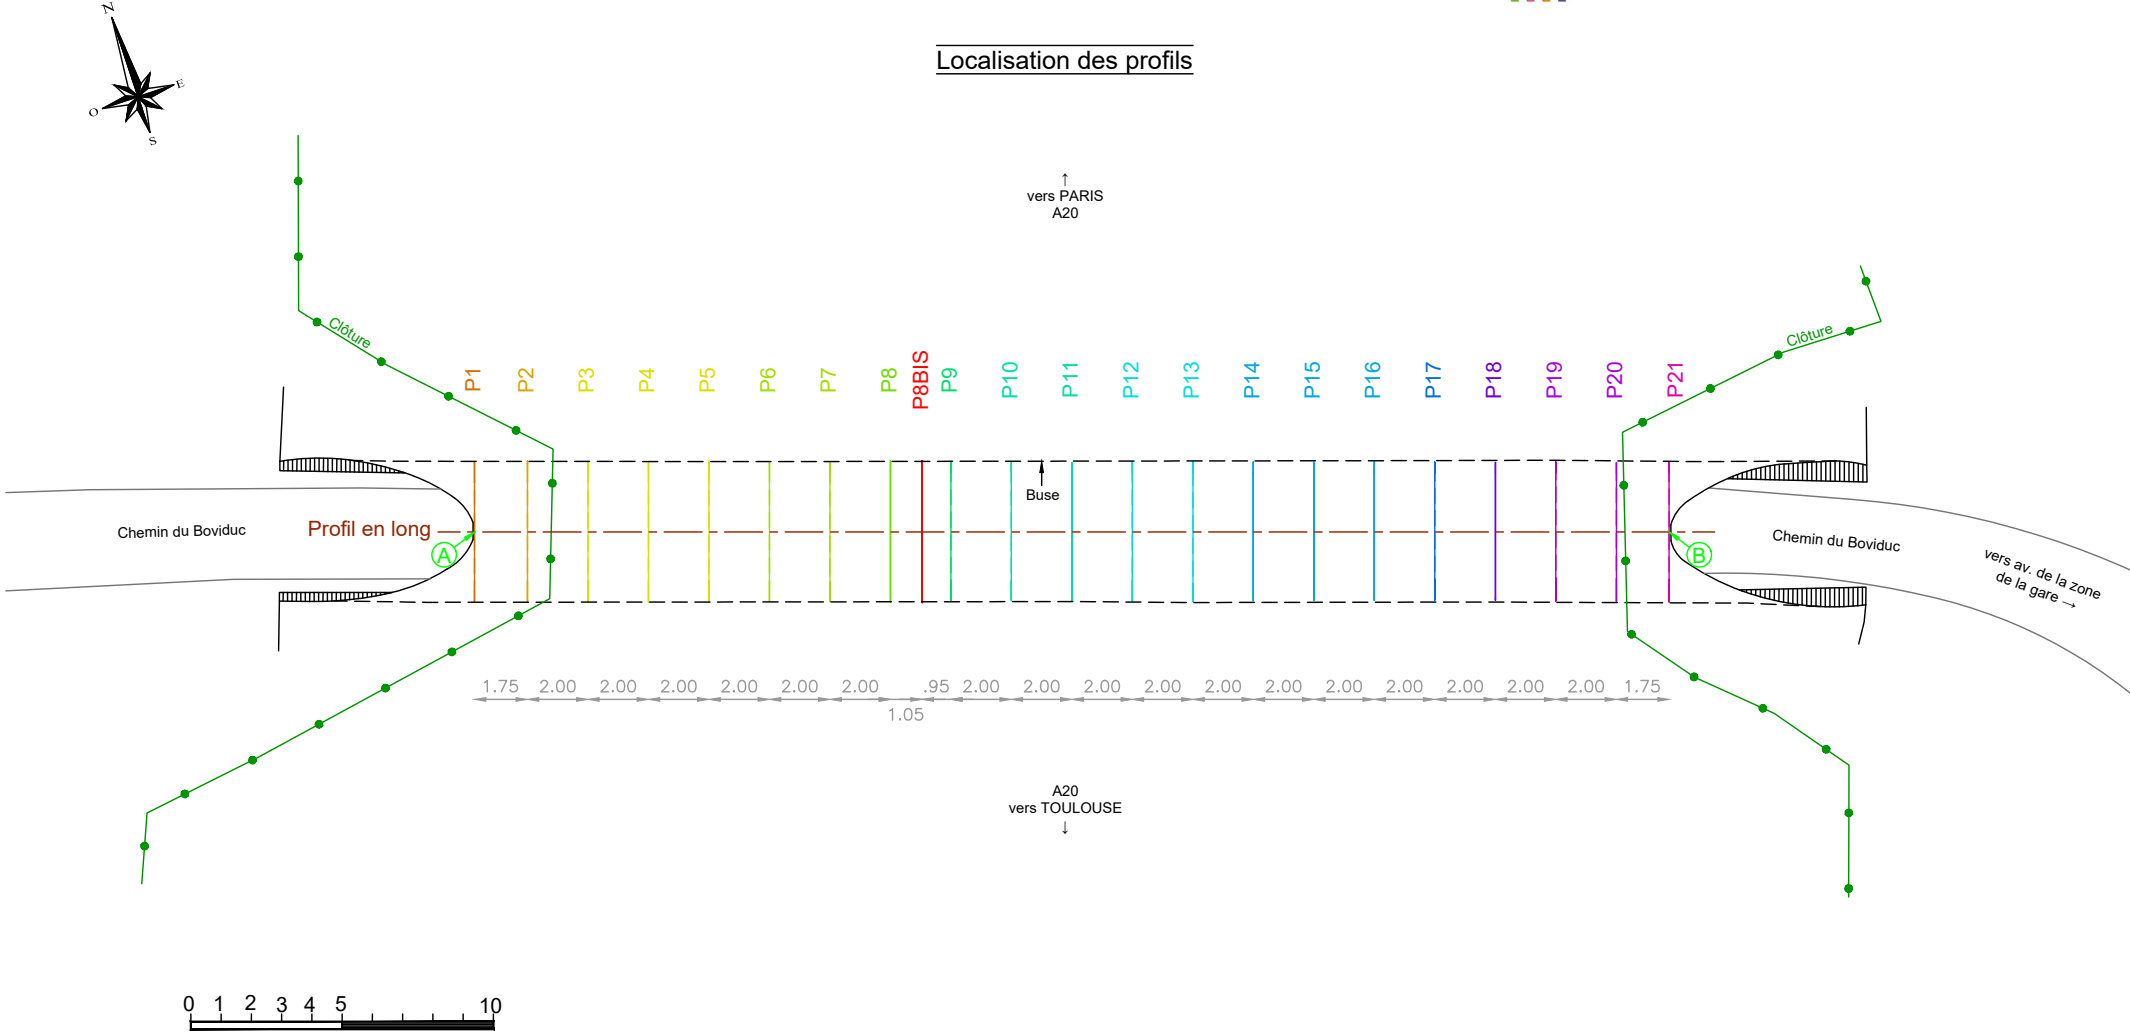 N
E
O
S
Localisation des profils
↑
vers PARIS
A20
Clôture
Clôture
P1 P2 P3 P4 P5 P6 P7 P8 P8BIS P9 P10 P11 P12 P13 P14 P15 P16 P17 P18 P19 P20 P21
Buse
Chemin du Boviduc
Profil en long
A
B
Chemin du Boviduc
vers av. de la zone
de la gare →
1.75 2.00 2.00 2.00 2.00 2.00 2.00 .95 2.00 2.00 2.00 2.00 2.00 2.00 2.00 2.00 2.00 2.00 2.00 1.75
1.05
A20
vers TOULOUSE
↓
0 1 2 3 4 5 10